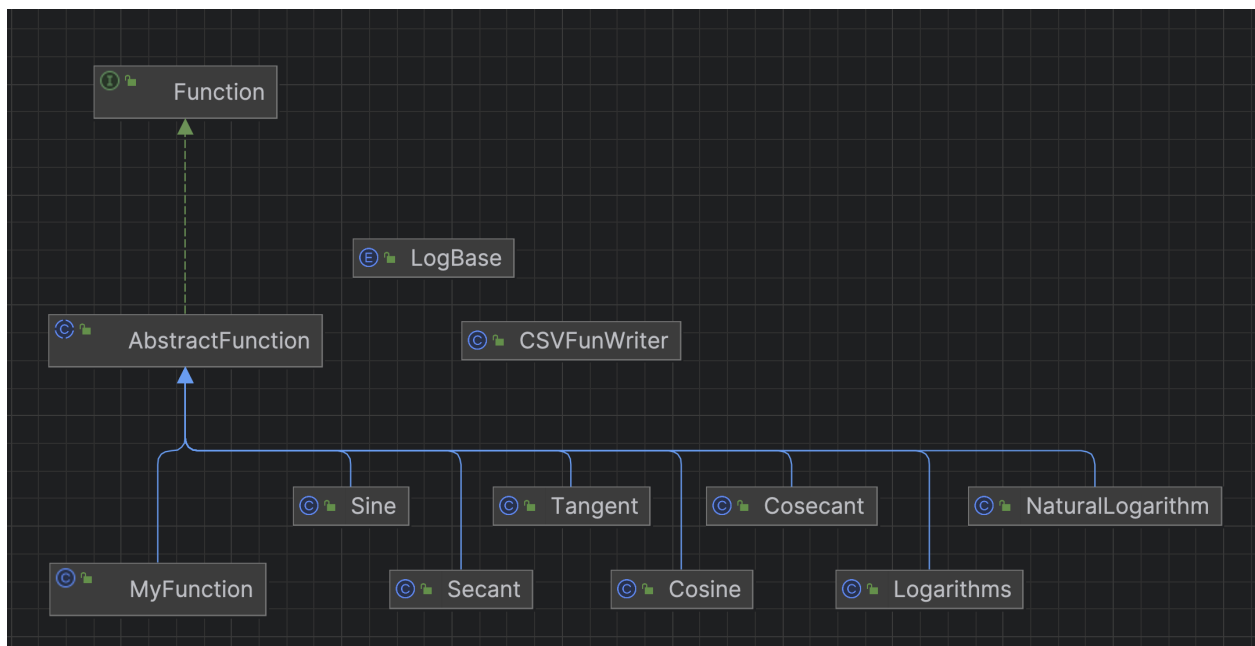 Function
LogBase
AbstractFunction
CSVFunWriter
Sine
Tangent
Cosecant
NaturalLogarithm
MyFunction
Secant
Cosine
Logarithms